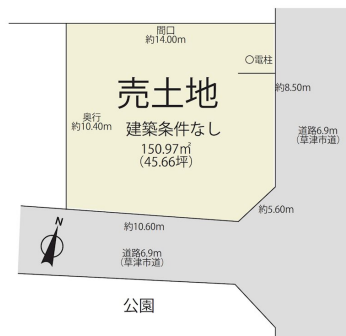 間口
約14.00m
○電柱
売土地
約8.50m
奥行
約10.40m
建築条件なし
道路6.9m
(草津市道)
150.97㎡
(45.66坪)
約5.60m
N
約10.60m
道路6.9m
(草津市道)
公園